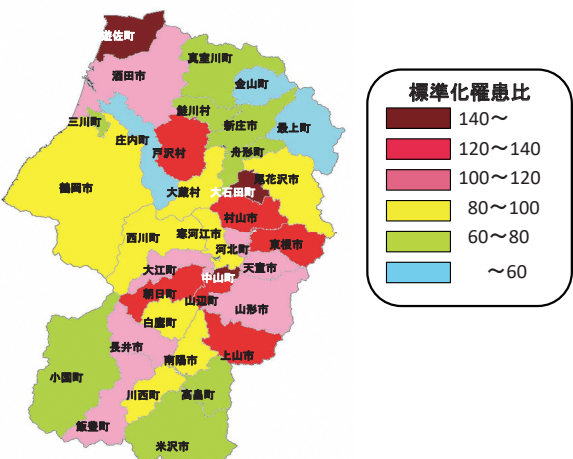 遊佐町
真室川町
酒田市
金山町
鮭川村
三川町
新庄市
最上町
庄内町
戸沢村
舟形町
尾花沢市
鶴岡市
大蔵村
大石田町
村山市
西川町
寒河江市
河北町
東根市
大江町
天童市
中山町
朝日町
山辺町
山形市
白鷹町
長井市
南陽市
上山市
小国町
川西町
高畠町
飯豊町
米沢市
標準化罹患比
140～
120～140
100～120
80～100
60～80
～60